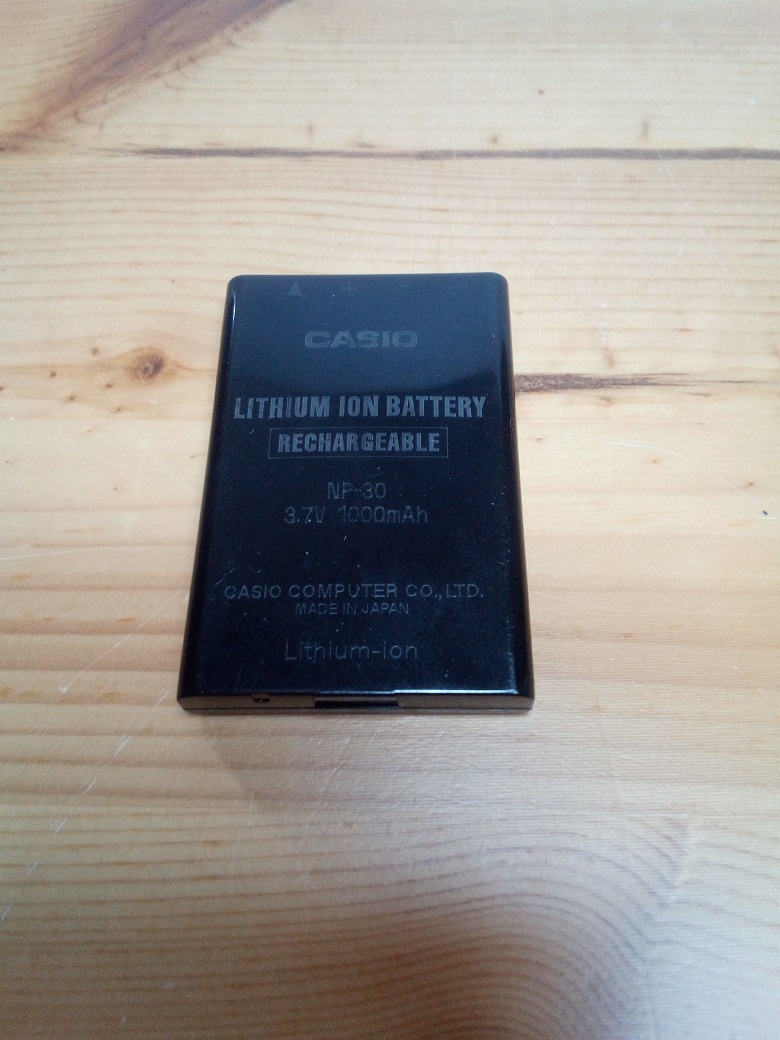 CASIO
LITHIUM ION BATTERY
RECHARGEABLE
NP-30
3.7V 1000mAh
CASIO COMPUTER CO.,LTD.
MADE IN JAPAN
Lithium-ion